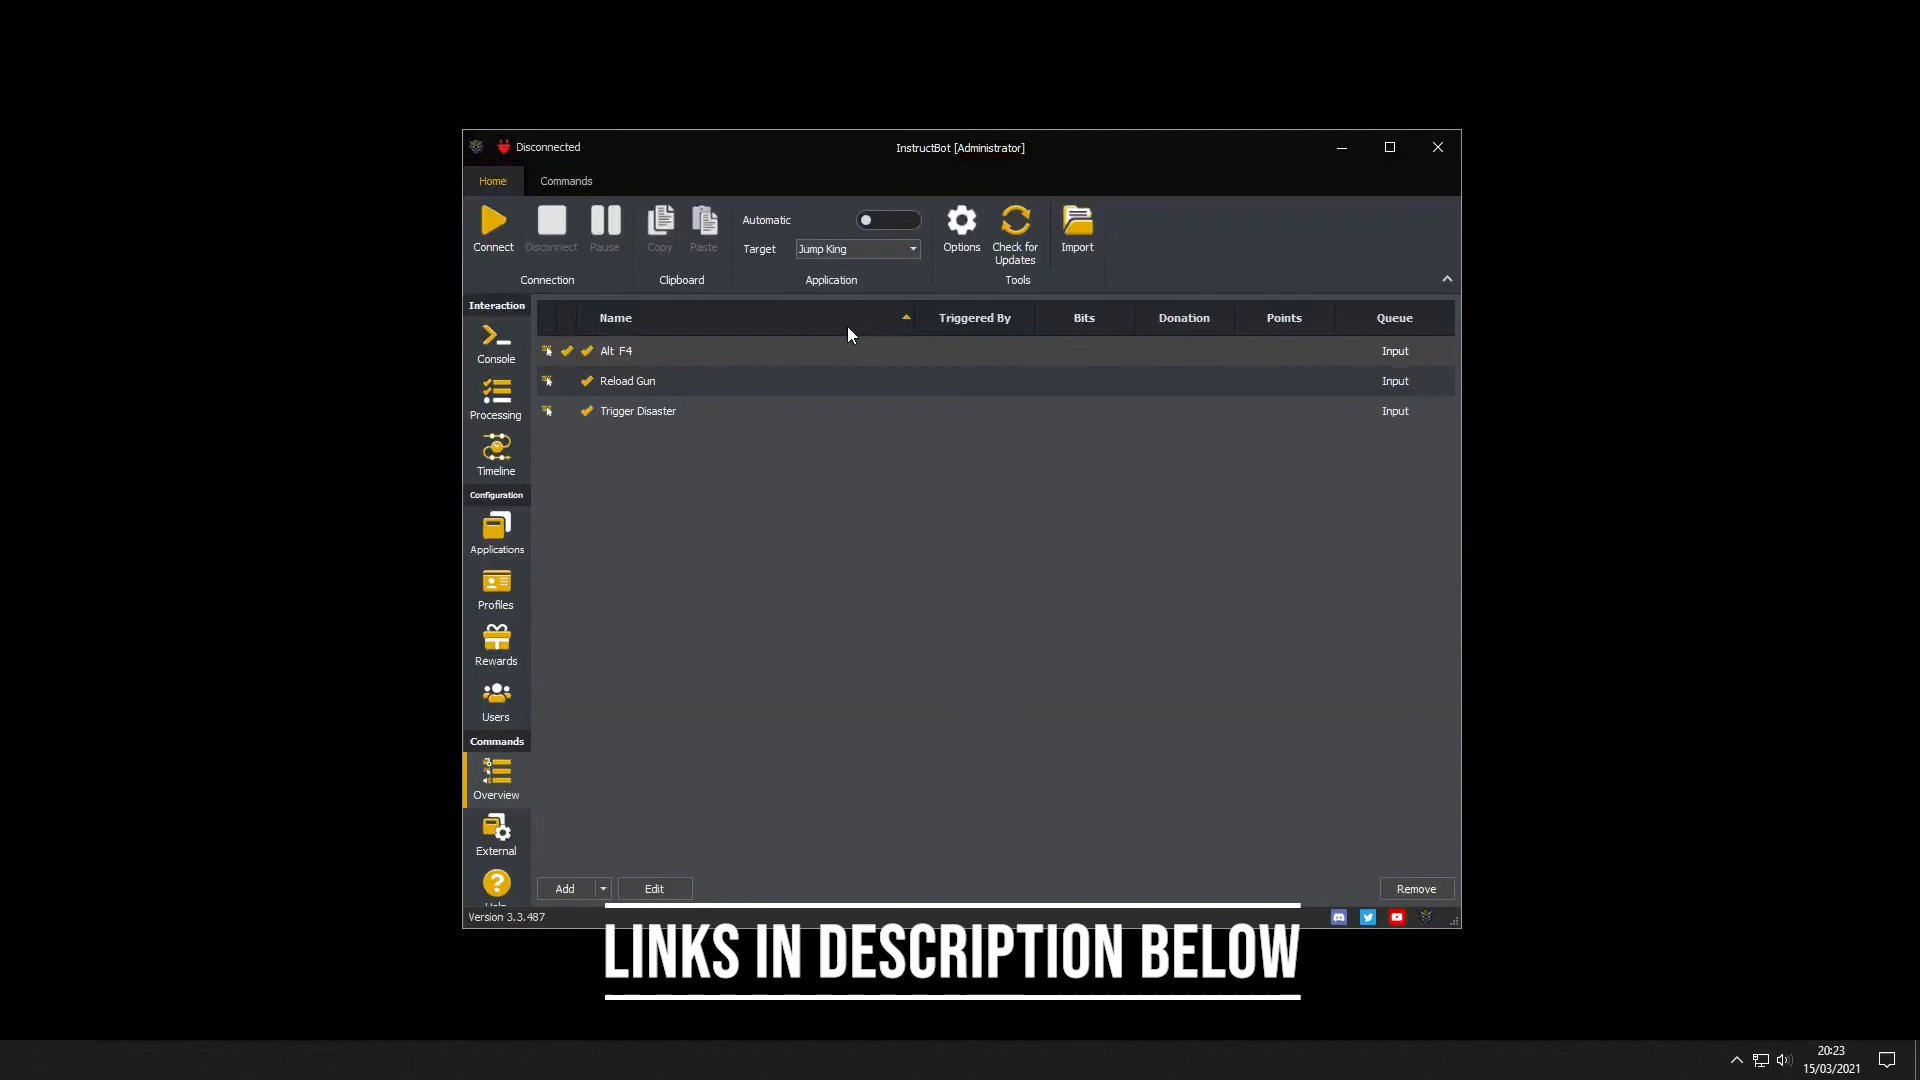 Disconnected
InstructBot [Administrator]
Home
Commands
Connect
Disconnect
Pause
Copy
Paste
Automatic
Target
Jump King
Options
Check for
Updates
Import
Connection
Clipboard
Application
Tools
Interaction
Console
Processing
Timeline
Configuration
Applications
Profiles
Rewards
Users
Commands
Overview
External
Name
Triggered By
Bits
Donation
Points
Queue
Alt F4
Input
Reload Gun
Input
Trigger Disaster
Input
Add
Edit
Remove
Version 3.3.487
LINKS IN DESCRIPTION BELOW
20:23
15/03/2021